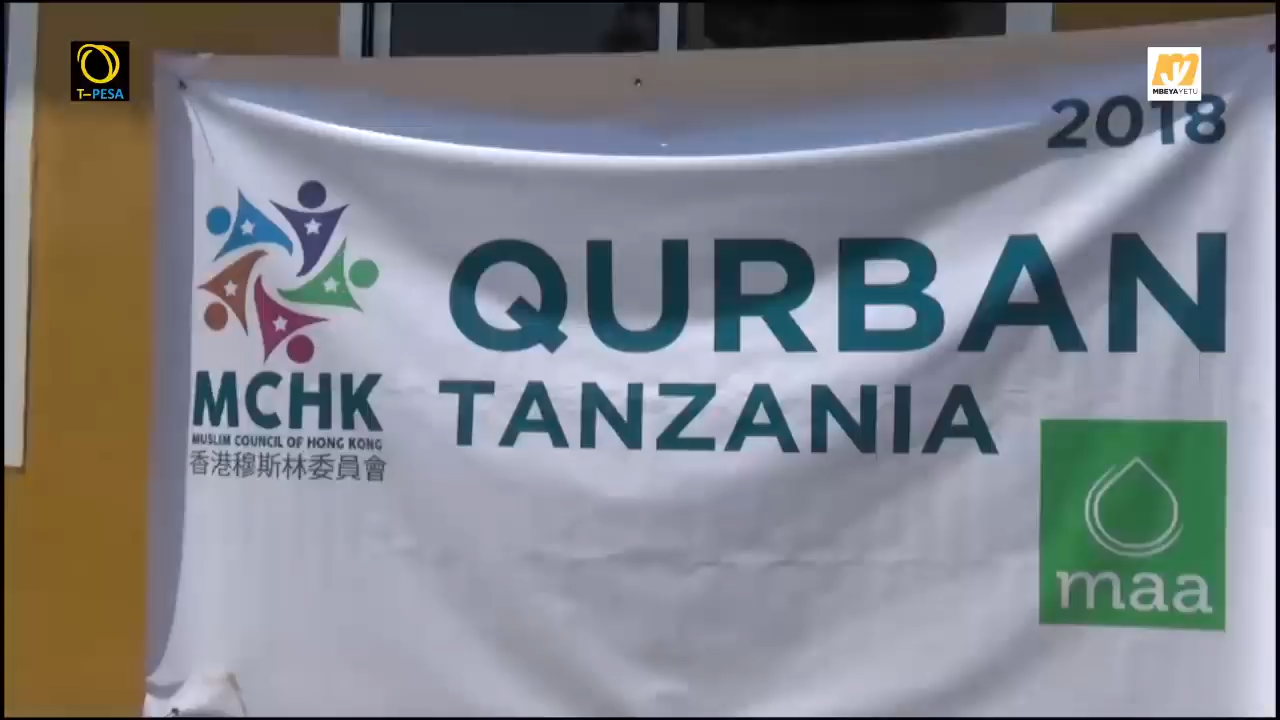 T-PESA
MBEYA YETU
2018
QURBAN
TANZANIA
MCHK
MUSLIM COUNCIL OF HONG KONG
香港穆斯林委員會
maa